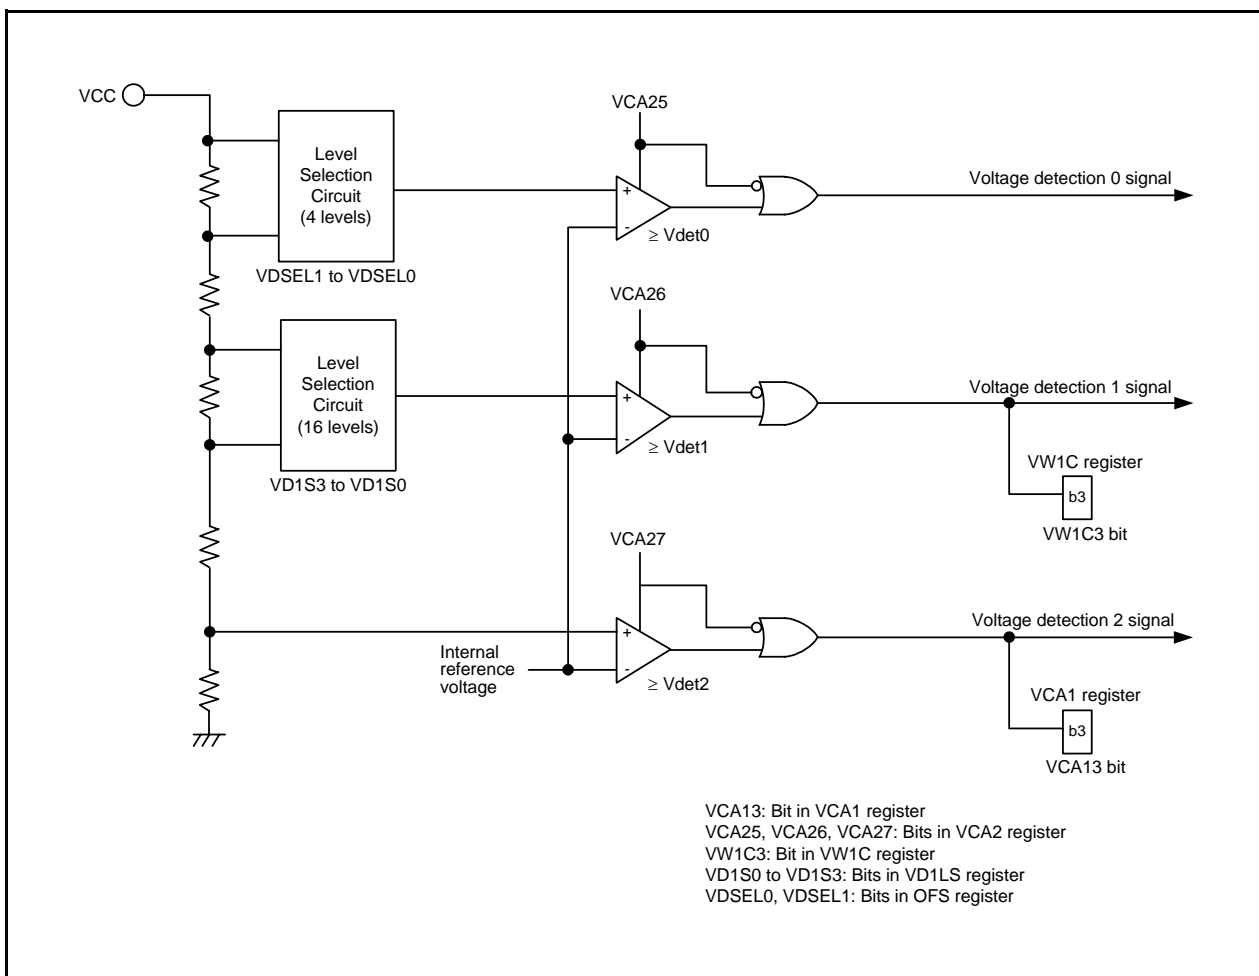 VCC
Level
Selection
Circuit
(4 levels)
VDSEL1 to VDSEL0
VCA25
+
-
≥ Vdet0
Voltage detection 0 signal
Level
Selection
Circuit
(16 levels)
VD1S3 to VD1S0
VCA26
+
-
≥ Vdet1
Voltage detection 1 signal
VW1C register
b3
VW1C3 bit
VCA27
+
-
≥ Vdet2
Internal
reference
voltage
Voltage detection 2 signal
VCA1 register
b3
VCA13 bit
VCA13: Bit in VCA1 register
VCA25, VCA26, VCA27: Bits in VCA2 register
VW1C3: Bit in VW1C register
VD1S0 to VD1S3: Bits in VD1LS register
VDSEL0, VDSEL1: Bits in OFS register